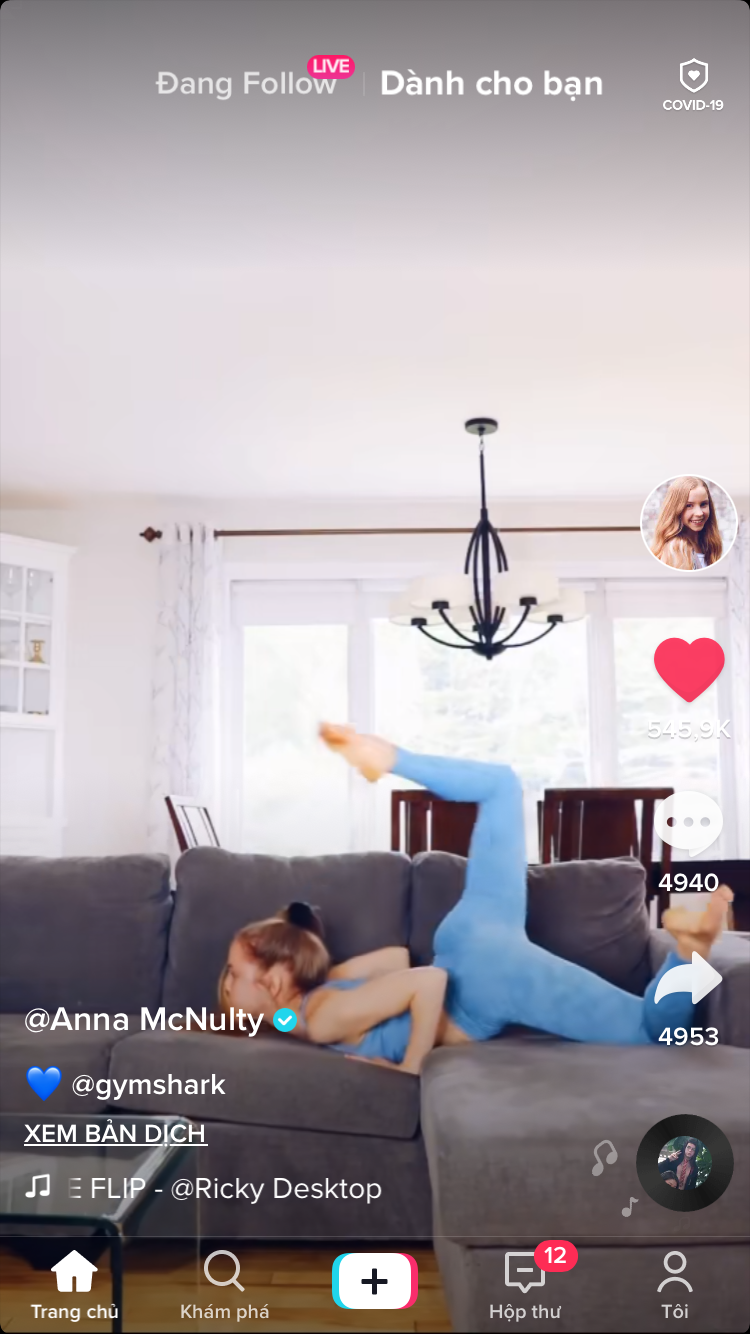 Đang Follow LIVE Dành cho bạn
COVID-19
545,9K
4940
4953
@Anna McNulty
💙 @gymshark
XEM BẢN DỊCH
FLIP - @Ricky Desktop
Trang chủ Khám phá Hộp thư 12 Tôi